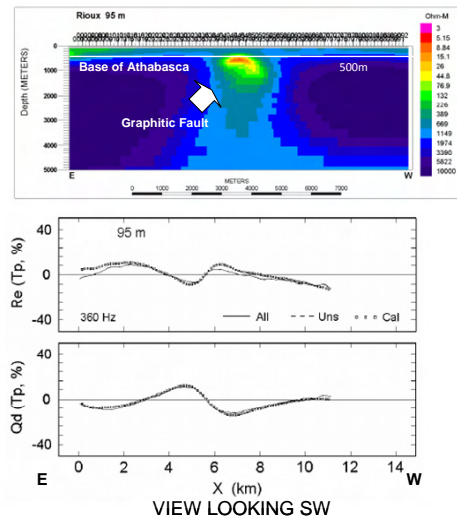 Rioux 95 m
Ohm-M
3
5.15
8.84
15.1
26
44.8
76.9
132
226
389
669
1149
1974
3390
5822
10000
Depth (METERS)
0
1000
2000
3000
4000
5000
Base of Athabasca
500m
Graphitic Fault
E
W
METERS
0 1000 2000 3000 4000 5000 6000 7000
Re (Tp, %)
40
0
-40
95 m
360 Hz
All
Uns
Cal
Qd (Tp, %)
40
0
-40
0 2 4 6 8 10 12 14
E
W
X (km)
VIEW LOOKING SW